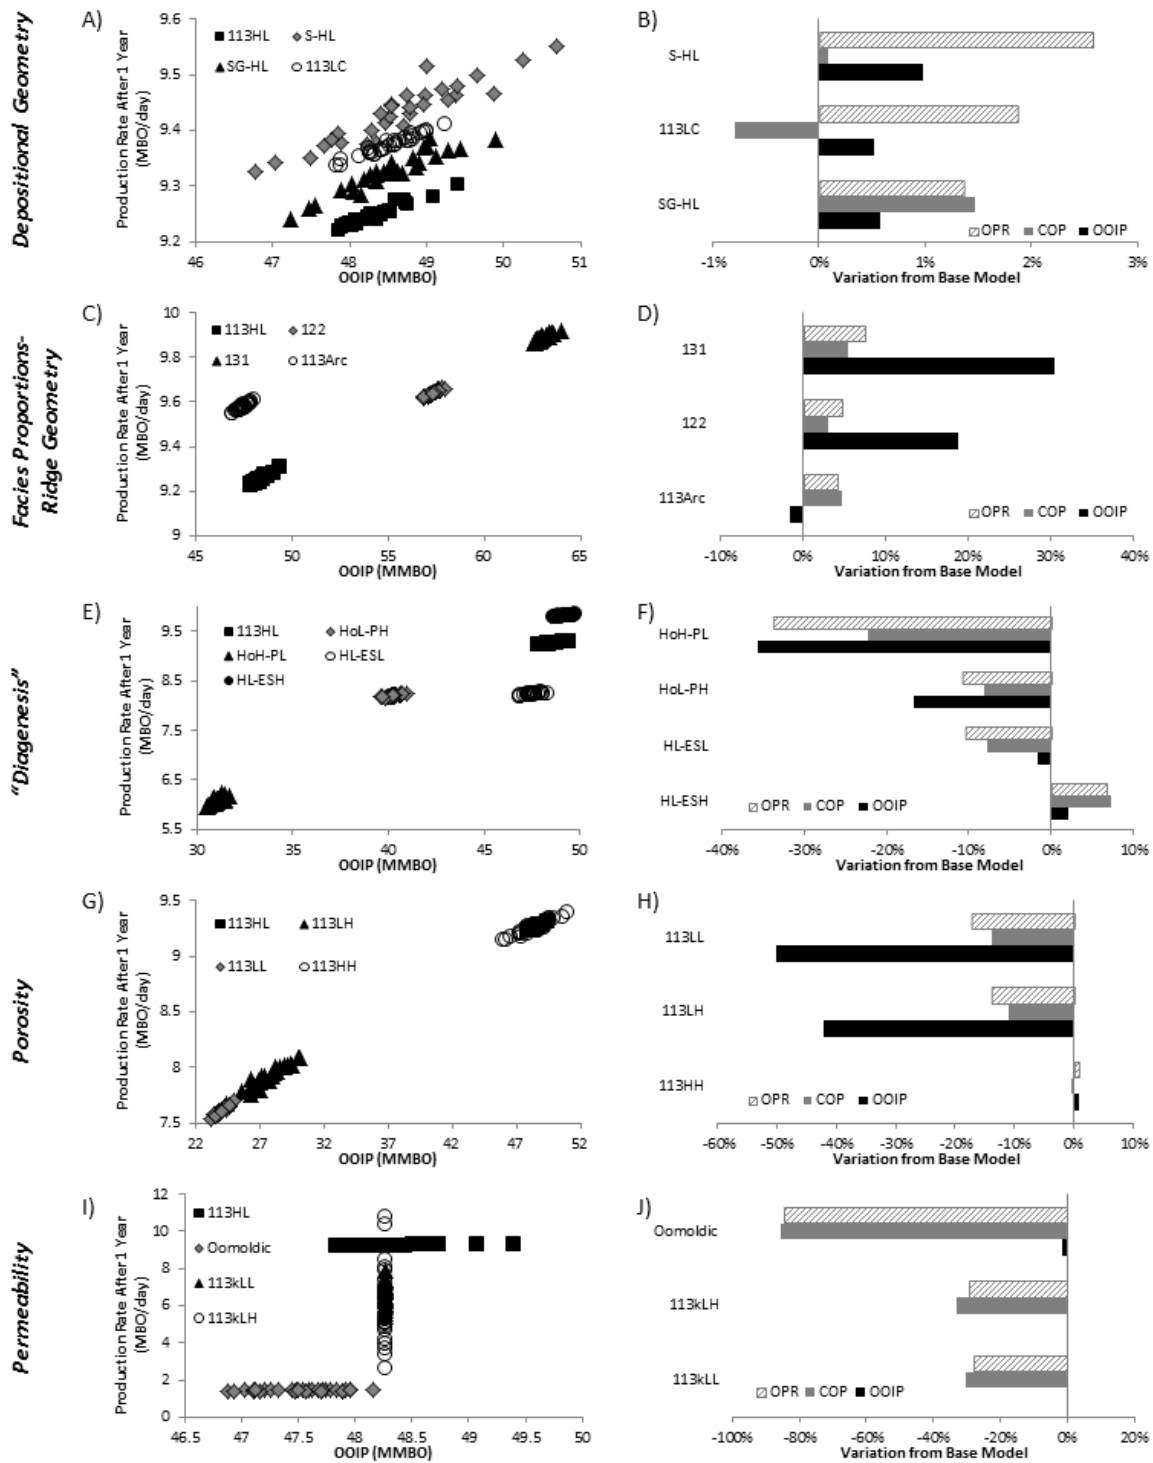 Depositional Geometry
A)
Production Rate After 1 Year
(MBO/day)
9.6
9.5
9.4
9.3
9.2
113HL S-HL
SG-HL 113LC
46 47 48 49 50 51
OOIP (MMBO)
B)
S-HL
113LC
SG-HL
OPR COP OOIP
-1% 0% 1% 2% 3%
Variation from Base Model
Facies Proportions-
Ridge Geometry
C)
Production Rate After 1 Year
(MBO/day)
10
9.8
9.6
9.4
9.2
9
113HL 122
131 113Arc
45 50 55 60 65
OOIP (MMBO)
D)
131
122
113Arc
OPR COP OOIP
-10% 0% 10% 20% 30% 40%
Variation from Base Model
"Diagenesis"
E)
Production Rate After 1 Year
(MBO/day)
9.5
8.5
7.5
6.5
5.5
113HL HoL-PH
HoH-PL HL-ESL
HL-ESH
30 35 40 45 50
OOIP (MMBO)
F)
HoH-PL
HoL-PH
HL-ESL
HL-ESH
OPR COP OOIP
-40% -30% -20% -10% 0% 10%
Variation from Base Model
Porosity
G)
Production Rate After 1 Year
(MBO/day)
9.5
9
8.5
8
7.5
113HL 113LH
113LL 113HH
22 27 32 37 42 47 52
OOIP (MMBO)
H)
113LL
113LH
113HH
OPR COP OOIP
-60% -50% -40% -30% -20% -10% 0% 10%
Variation from Base Model
Permeability
I)
Production Rate After 1 Year
(MBO/day)
12
10
8
6
4
2
0
113HL
Oomoldic
113kLL
113kLH
46.5 47 47.5 48 48.5 49 49.5 50
OOIP (MMBO)
J)
Oomoldic
113kLH
113kLL
OPR COP OOIP
-100% -80% -60% -40% -20% 0% 20%
Variation from Base Model